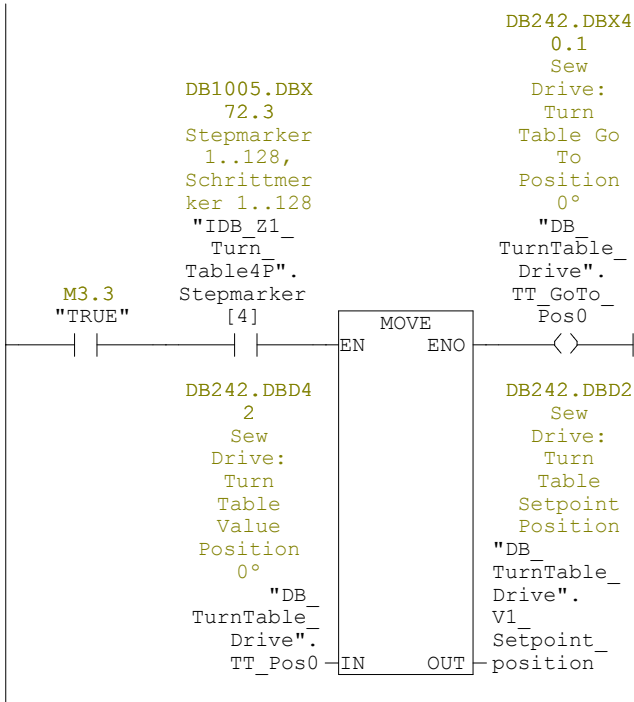 DB242.DBX4
0.1
Sew
Drive:
Turn
Table Go
To
Position
0°
"DB_
TurnTable_
Drive".
TT_GoTo_
Pos0
DB1005.DBX
72.3
Stepmarker
1..128,
Schrittmer
ker 1..128
"IDB_Z1_
Turn_
Table4P".
Stepmarker
[4]
M3.3
"TRUE"
MOVE
EN ENO
DB242.DBD4
2
Sew
Drive:
Turn
Table
Value
Position
0°
"DB_
TurnTable_
Drive".
TT_Pos0
IN OUT
DB242.DBD2
Sew
Drive:
Turn
Table
Setpoint
Position
"DB_
TurnTable_
Drive".
V1_
Setpoint_
position